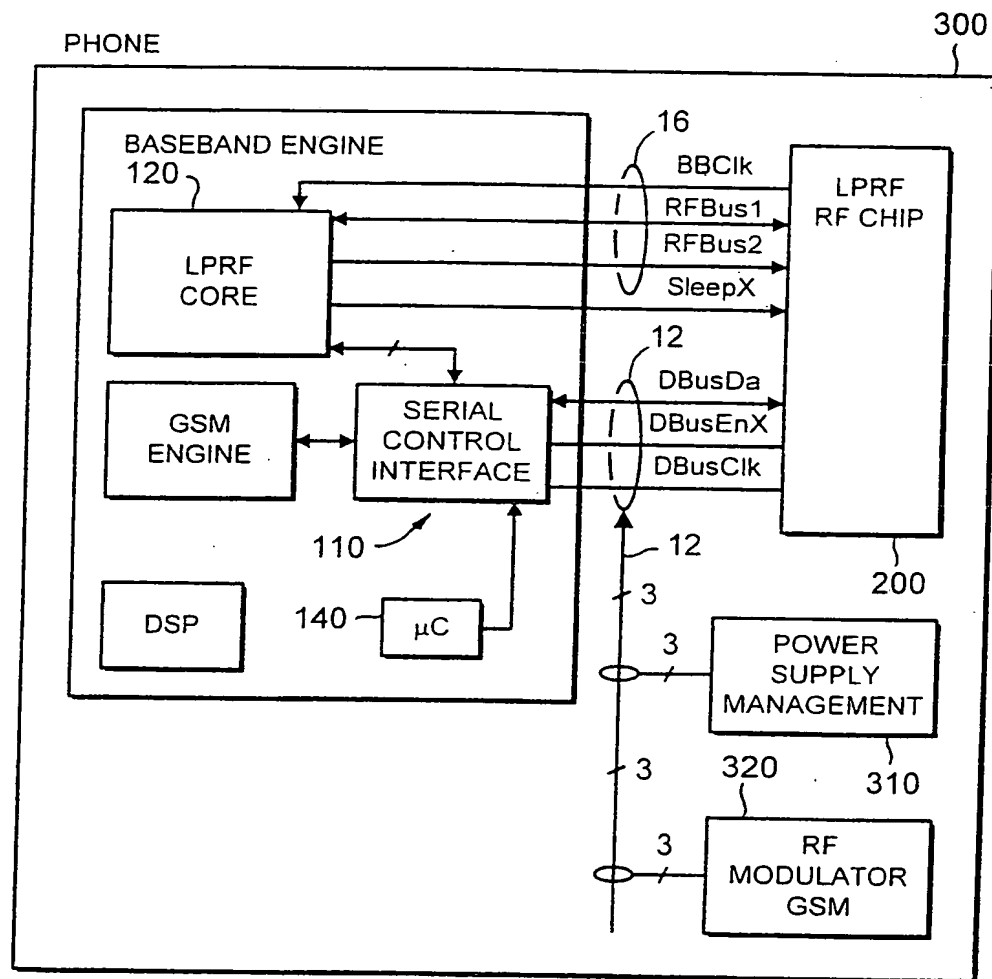 300
PHONE
BASEBAND ENGINE
120
16
BBClk
RFBus1
RFBus2
SleepX
LPRF
RF CHIP
LPRF
CORE
12
DBusDa
DBusEnX
DBusClk
GSM
ENGINE
SERIAL
CONTROL
INTERFACE
110
12
200
3
DSP
140
µC
3
POWER
SUPPLY
MANAGEMENT
310
3
320
3
RF
MODULATOR
GSM